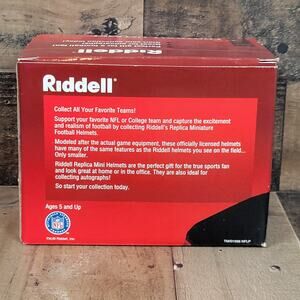 Riddell
Riddell®
Collect All Your Favorite Teams!
Support your favorite NFL or College team and capture the excitement
and realism of football by collecting Riddell's Replica Miniature
Football Helmets.
Modeled after the actual game equipment, these officially licensed helmets
have many of the same features as the Riddell helmets you see on the field...
Only smaller.
Riddell Replica Mini Helmets are the perfect gift for the true sports fan
and look great at home or in the office. They are also ideal for
collecting autographs!
So start your collection today.
Ages 5 and Up